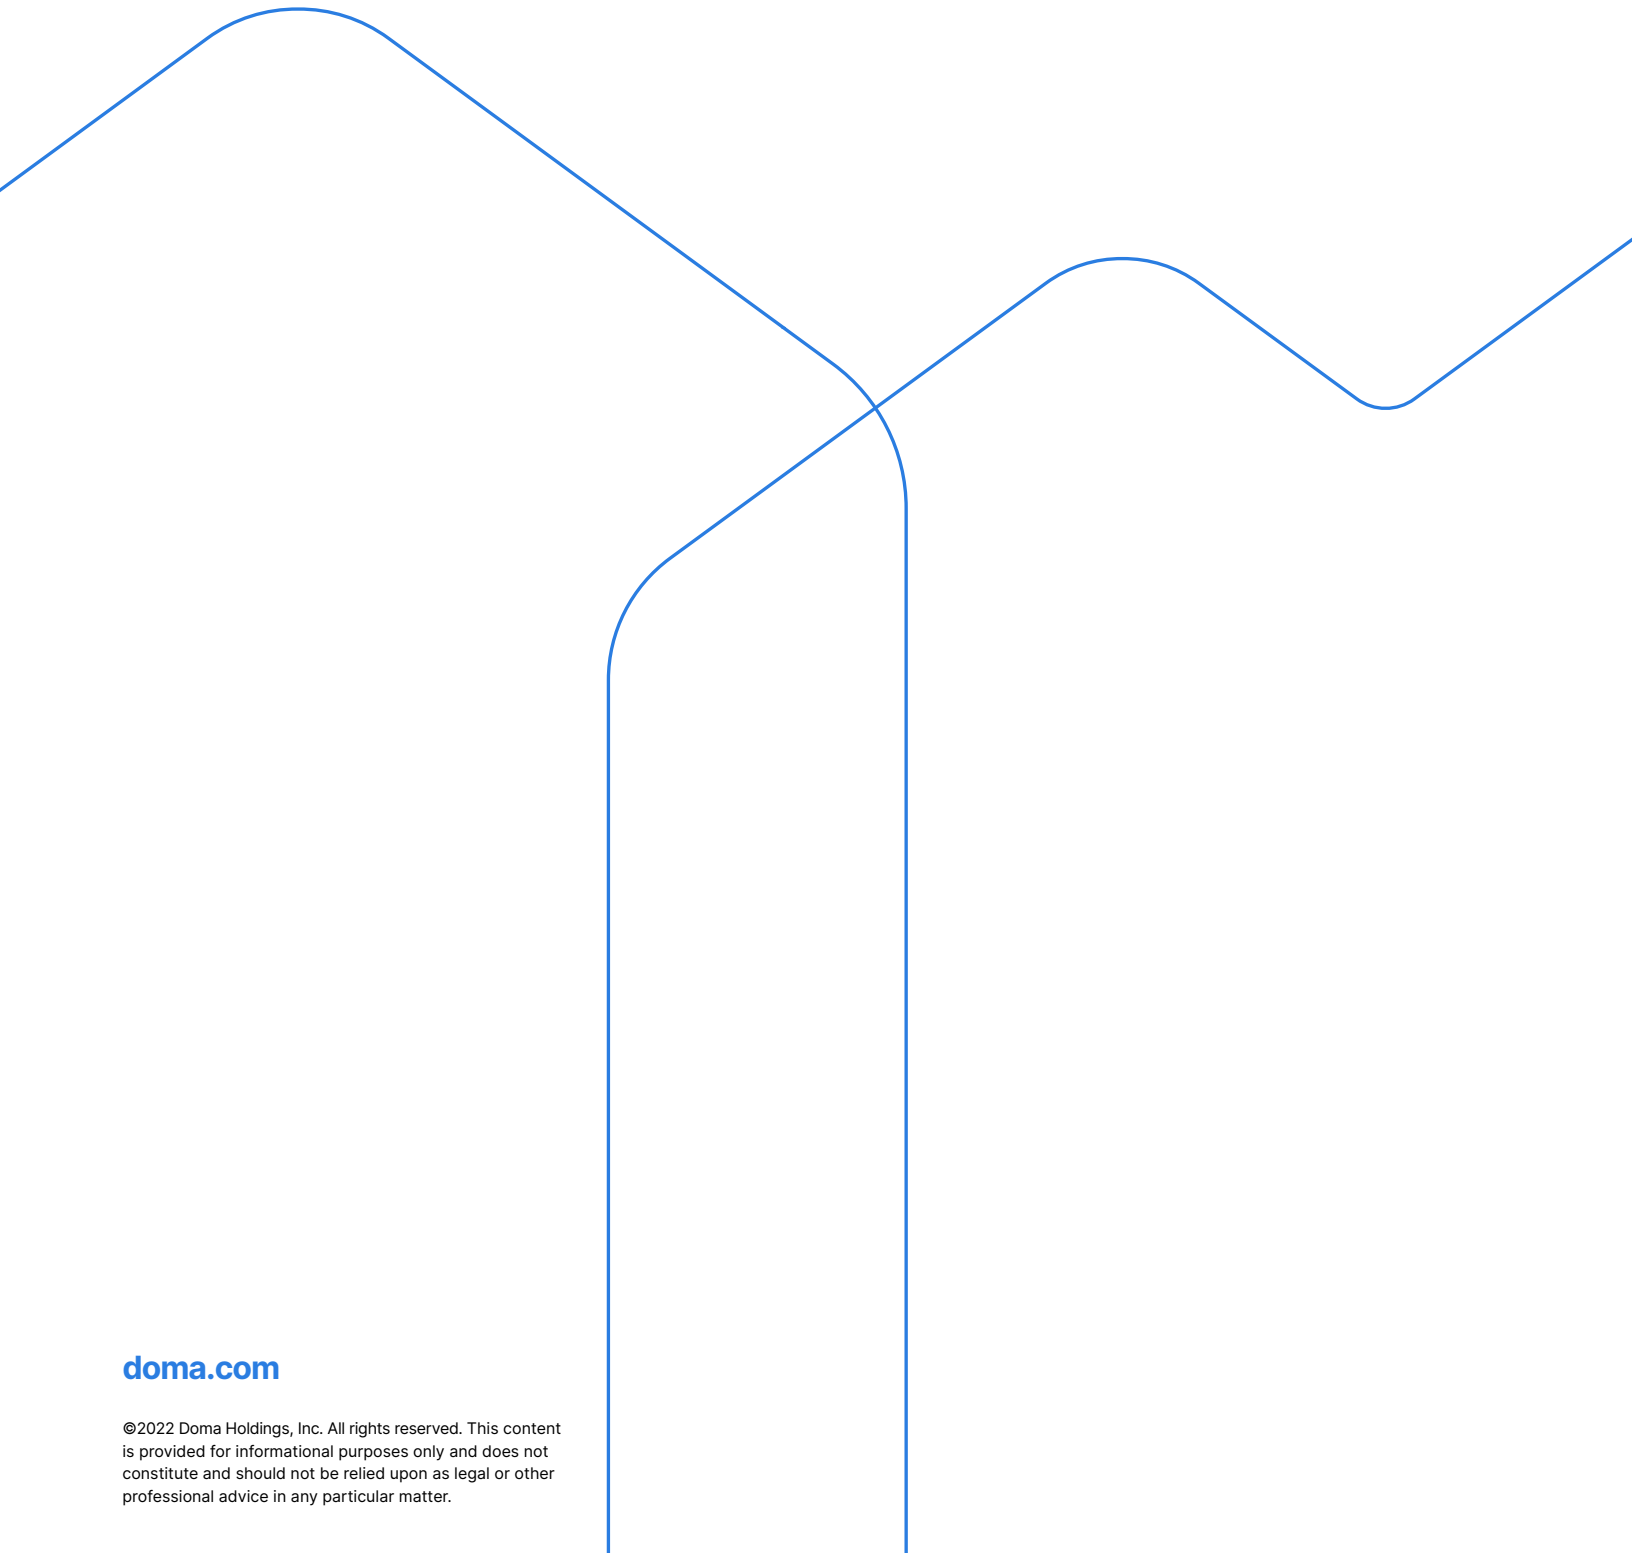 doma.com
©2022 Doma Holdings, Inc. All rights reserved. This content
is provided for informational purposes only and does not
constitute and should not be relied upon as legal or other
professional advice in any particular matter.